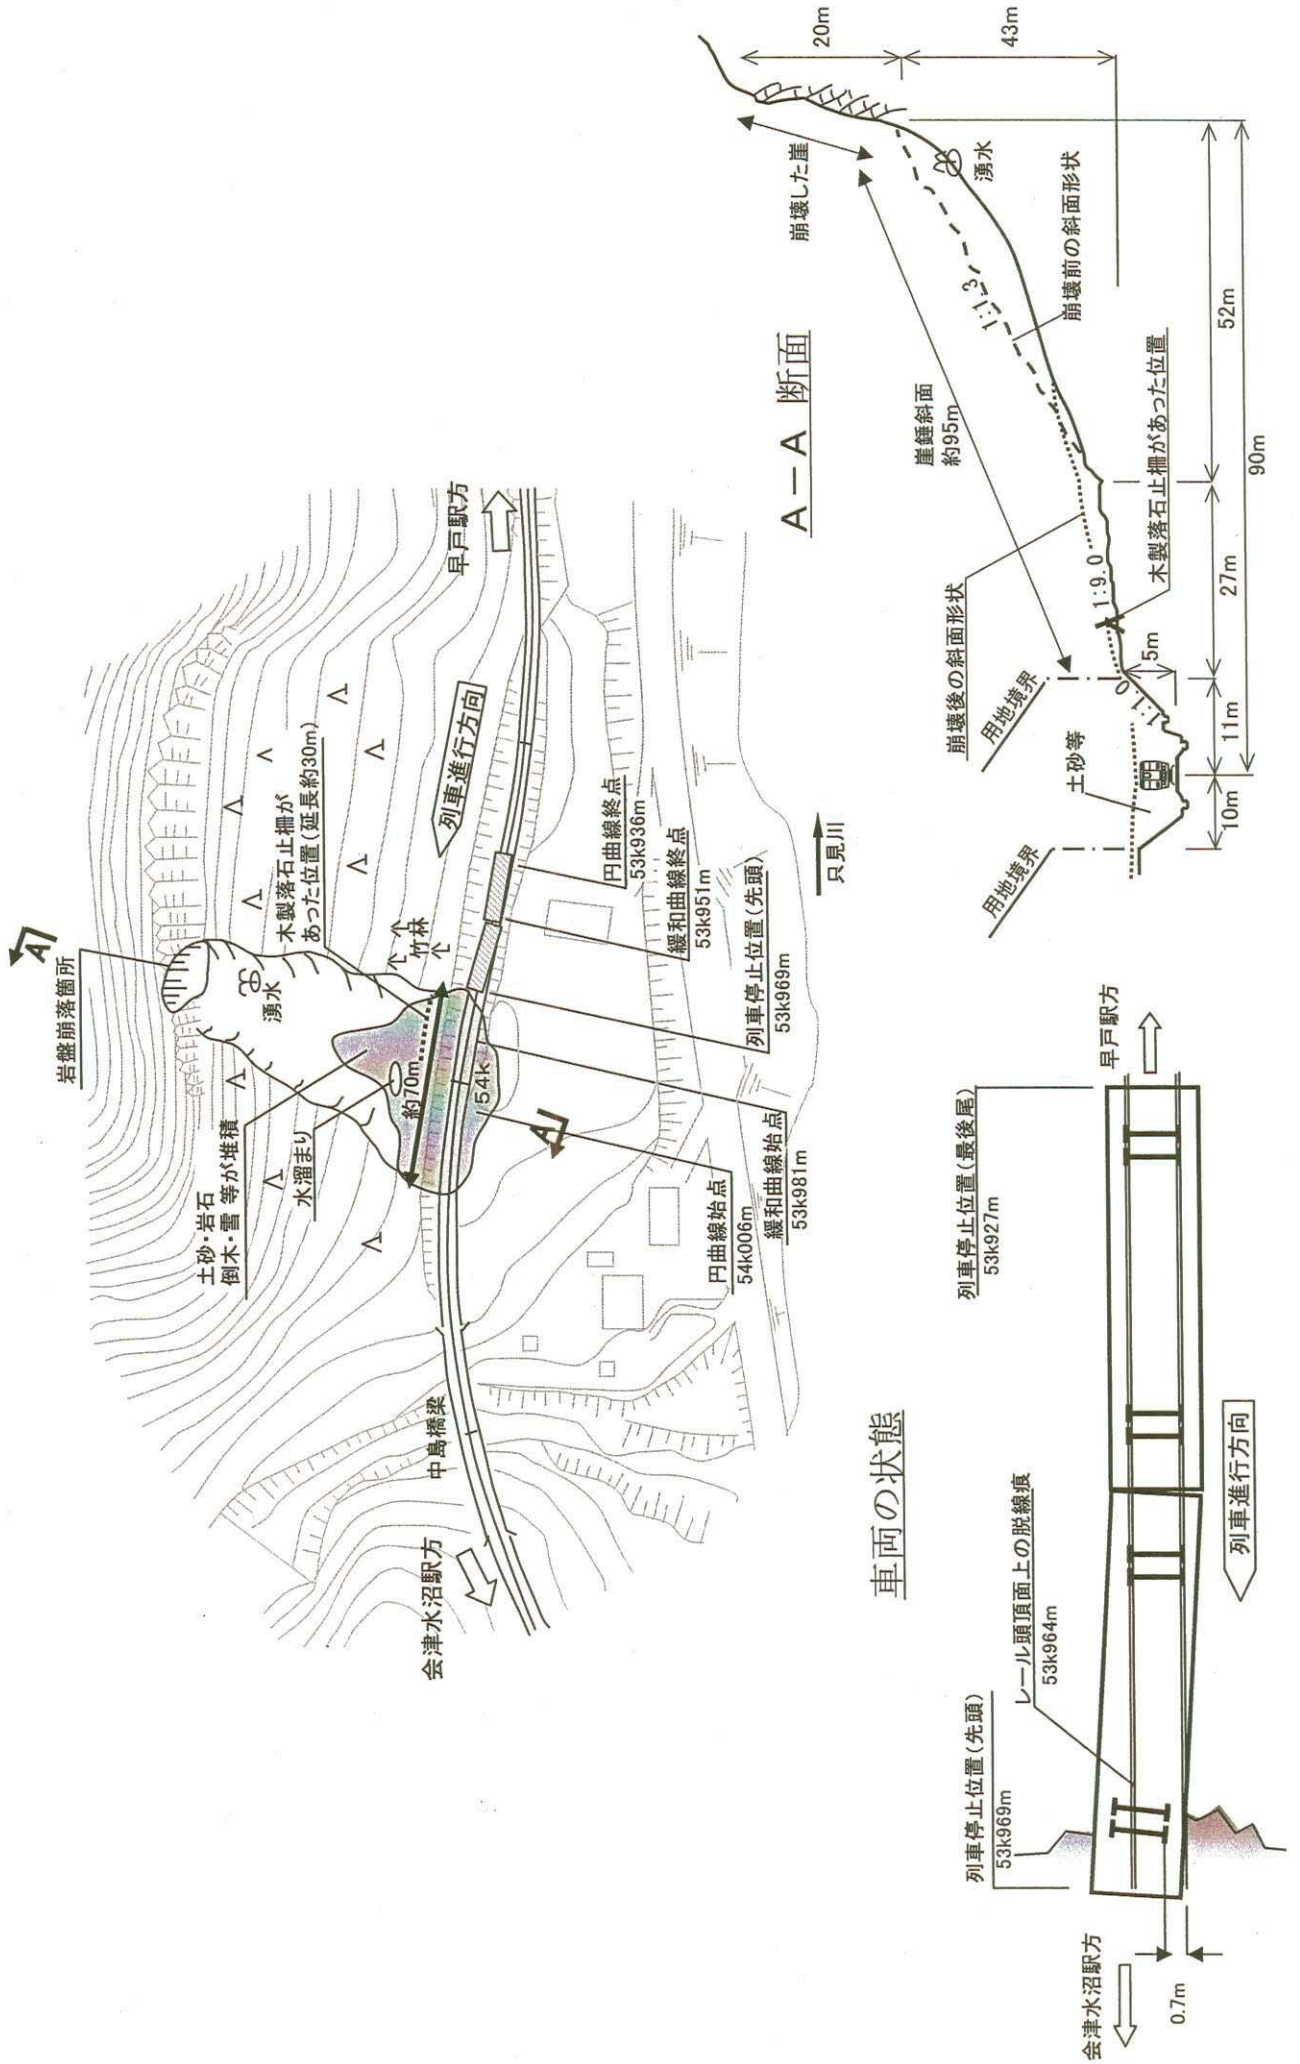 岩盤崩落箇所
A
湧水
土砂・岩石
倒木・雪 等が堆積
水溜まり
木製落石止柵が
あった位置(延長約30m)
竹林
早戸駅方
列車進行方向
約70m
54k
A
中島橋梁
会津水沼駅方
円曲線終点
53k936m
緩和曲線終点
53k951m
列車停止位置(先頭)
53k969m
緩和曲線始点
53k981m
円曲線始点
54k006m
只見川
A-A 断面
崩壊した崖
20m
43m
湧水
崖錐斜面
約95m
1:1.3
崩壊前の斜面形状
崩壊後の斜面形状
用地境界
1:9.0
木製落石止柵があった位置
5m
1:1.0
土砂等
用地境界
52m
27m
11m
10m
90m
車両の状態
列車停止位置(先頭)
53k969m
レール頭頂面上の脱線痕
53k964m
列車停止位置(最後尾)
53k927m
早戸駅方
会津水沼駅方
0.7m
列車進行方向